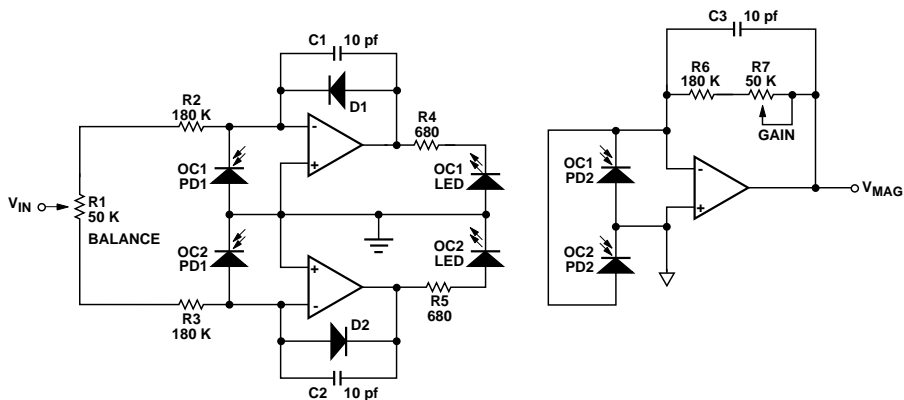 C1 10 pf
D1
R2
180 K
-
+
R4
680
OC1
PD1
OC1
LED
V_IN
R1
50 K
BALANCE
OC2
PD1
OC2
LED
+
-
R5
680
R3
180 K
D2
C2 10 pf
C3 10 pf
R6
180 K
R7
50 K
GAIN
OC1
PD2
-
+
V_MAG
OC2
PD2